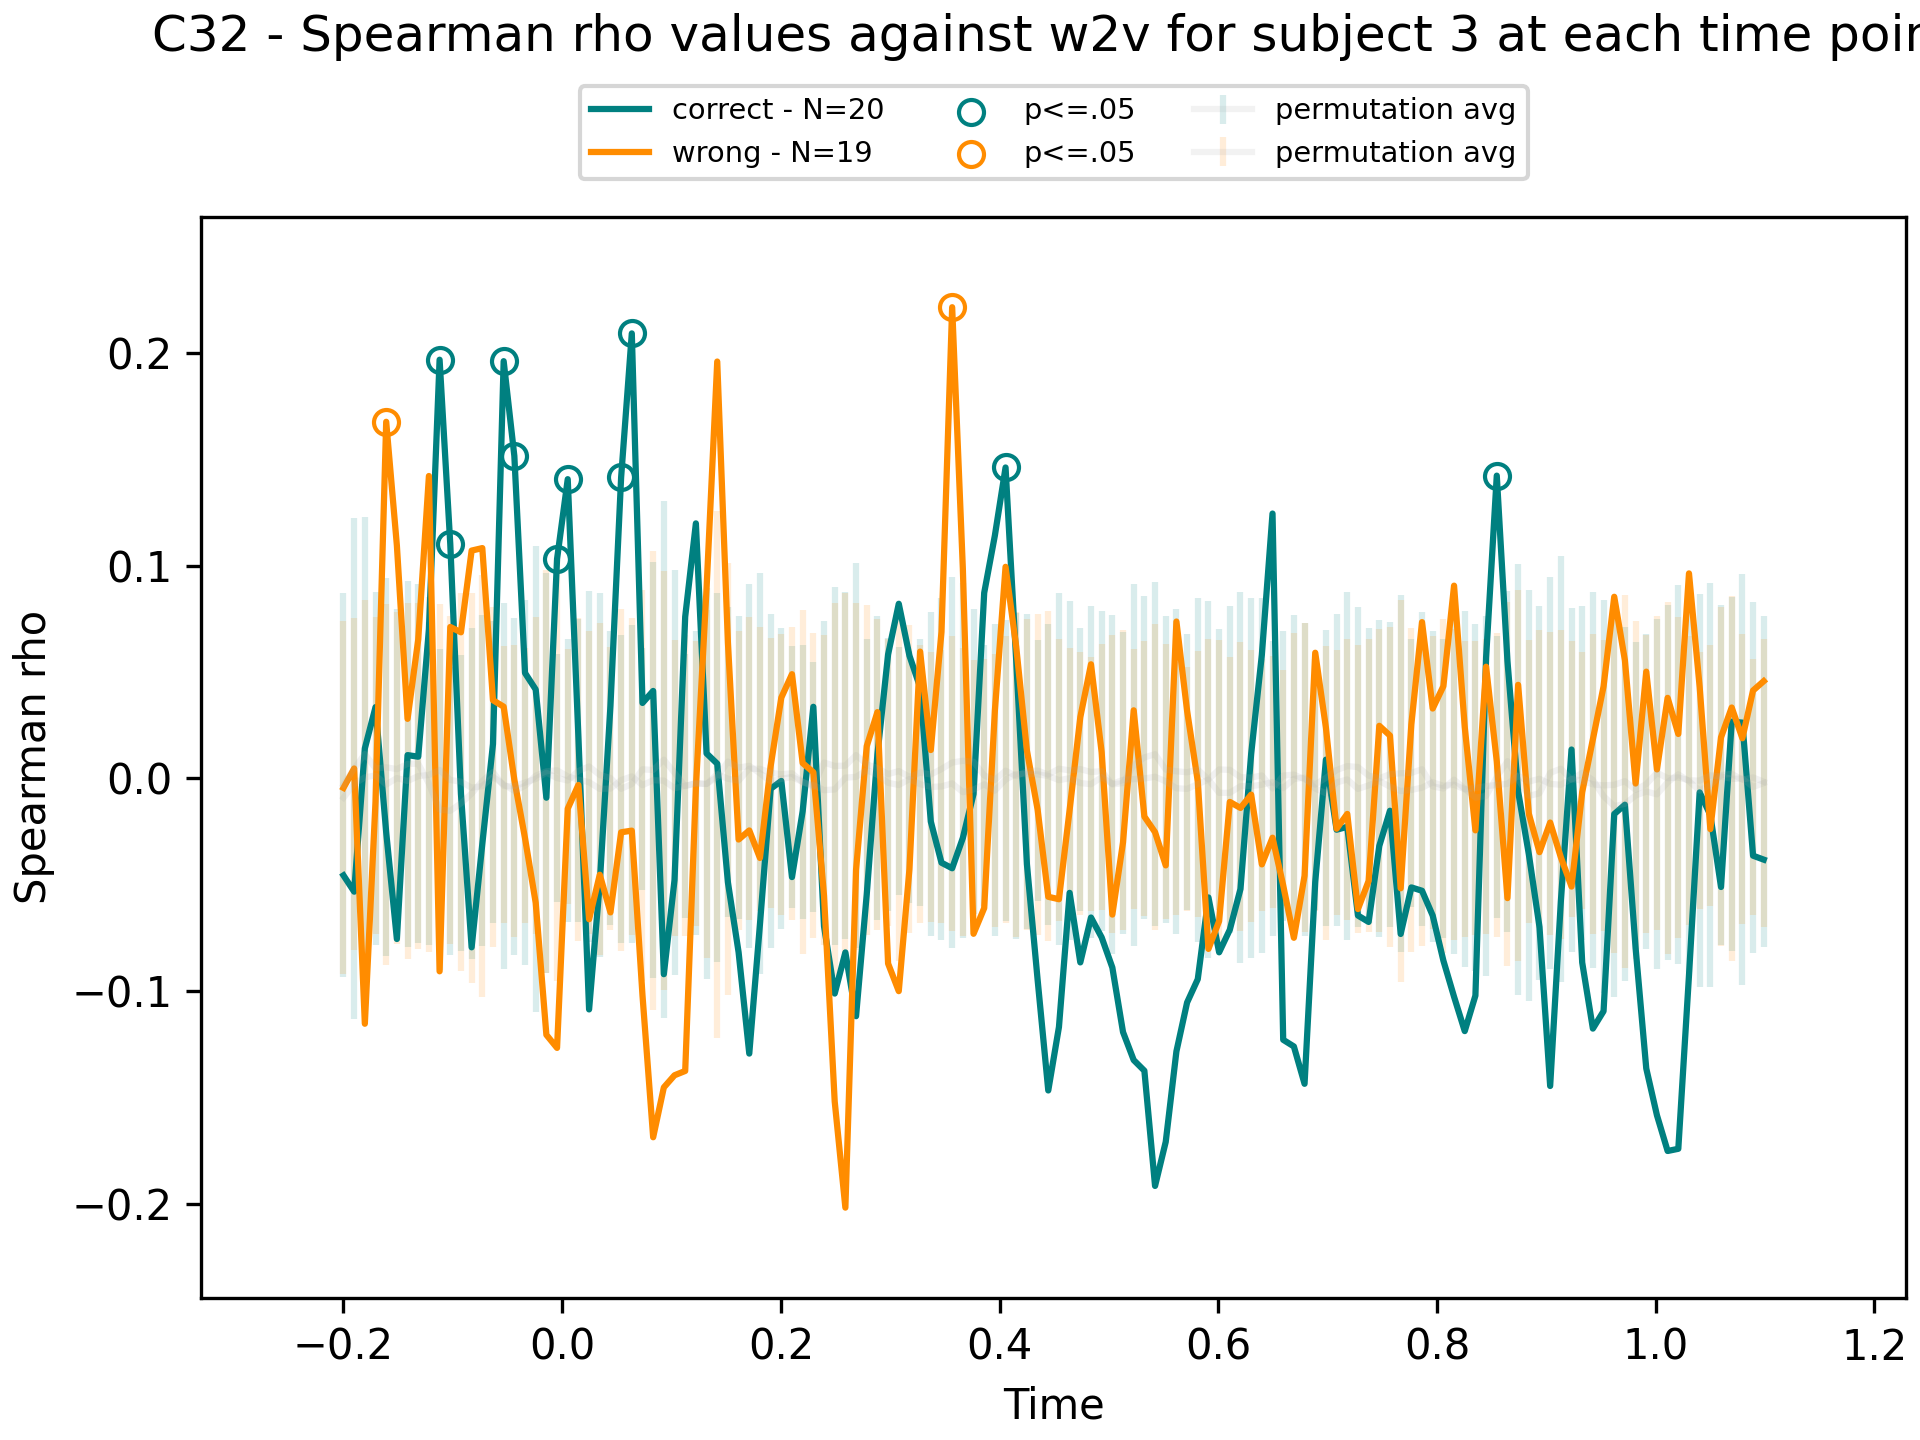 C32 - Spearman rho values against w2v for subject 3 at each time poin
correct - N=20 p<=.05 permutation avg
wrong - N=19 p<=.05 permutation avg
Spearman rho
0.2
0.1
0.0
−0.1
−0.2
−0.2 0.0 0.2 0.4 0.6 0.8 1.0 1.2
Time